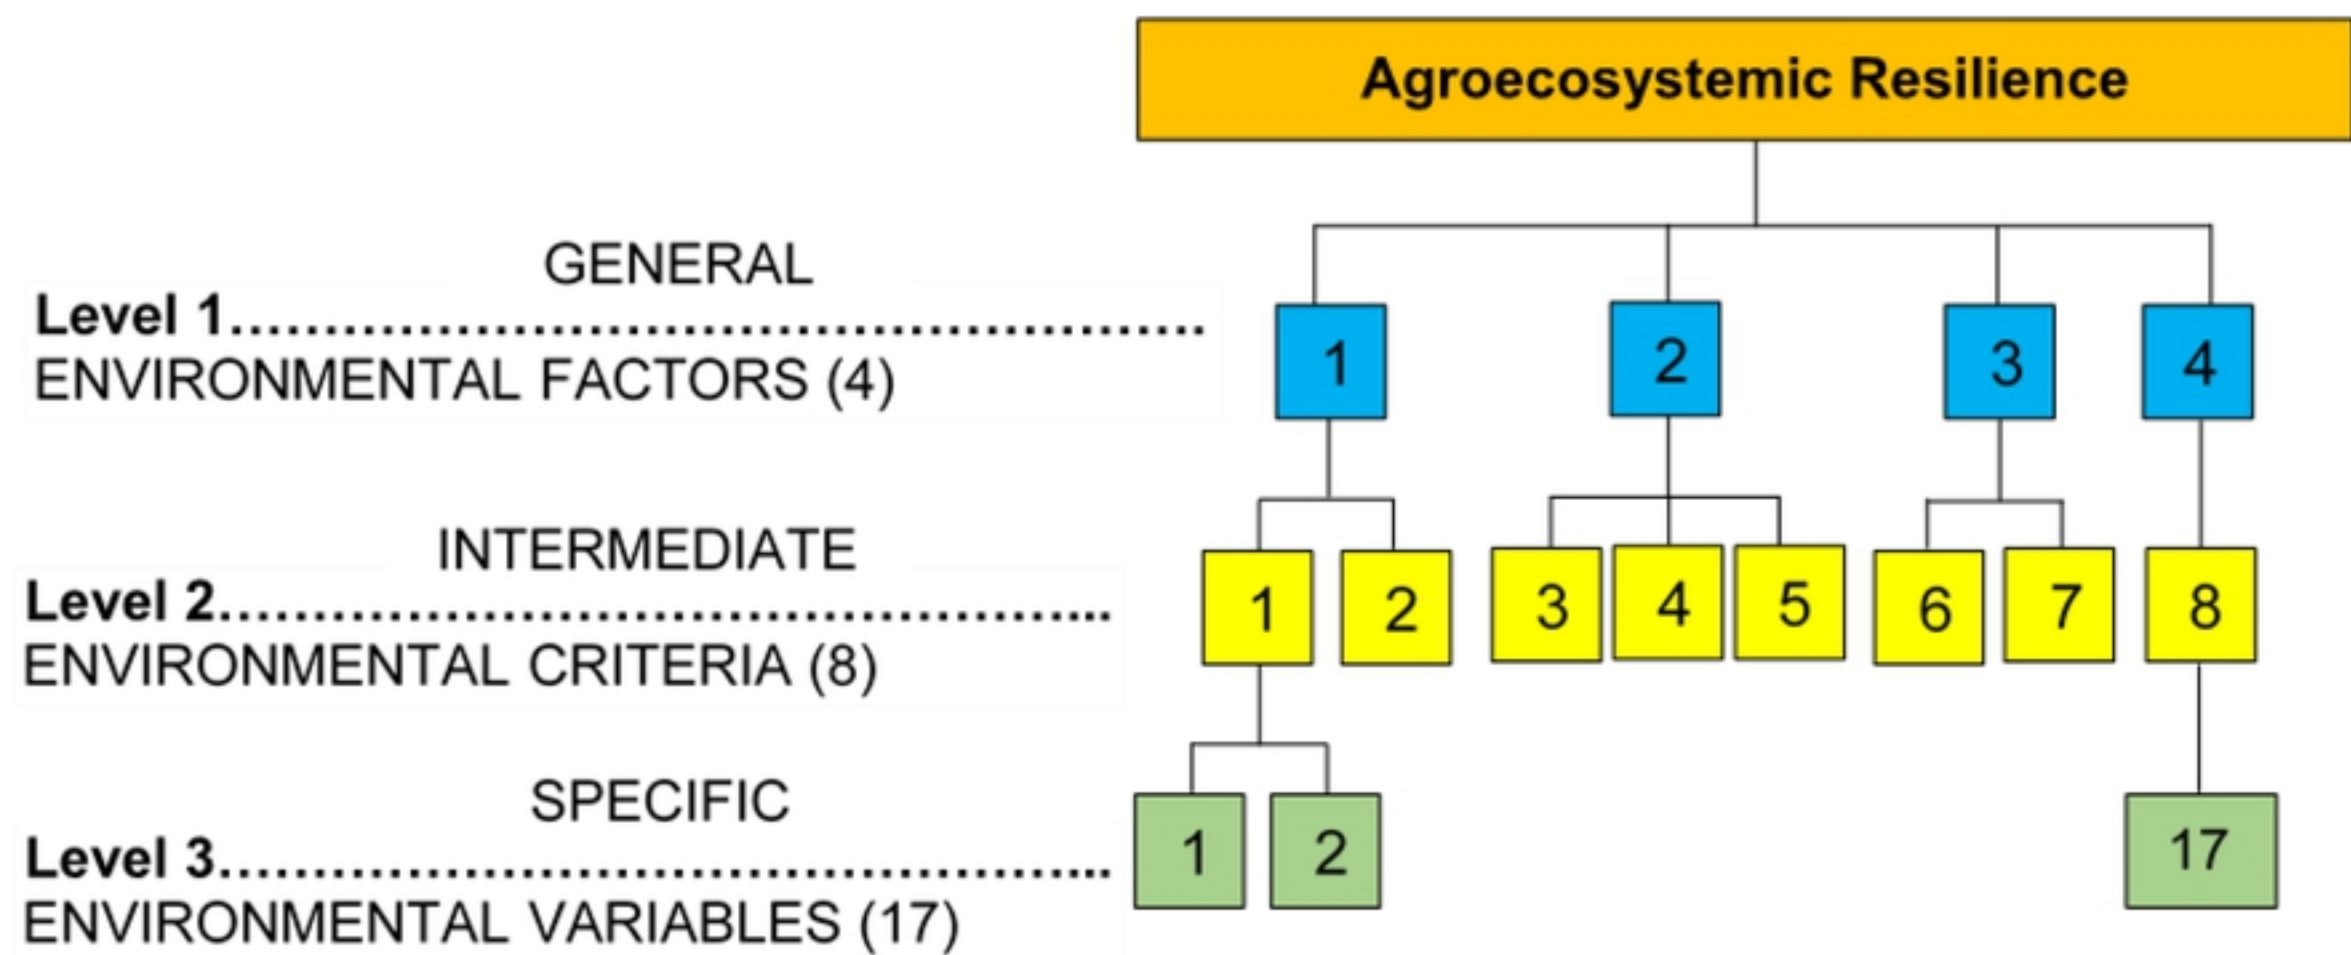 Agroecosystemic Resilience
GENERAL
Level 1……………………………………………
ENVIRONMENTAL FACTORS (4)
1 2 3 4
INTERMEDIATE
Level 2………………………………………...
ENVIRONMENTAL CRITERIA (8)
1 2 3 4 5 6 7 8
SPECIFIC
Level 3………………………………………...
ENVIRONMENTAL VARIABLES (17)
1 2 17